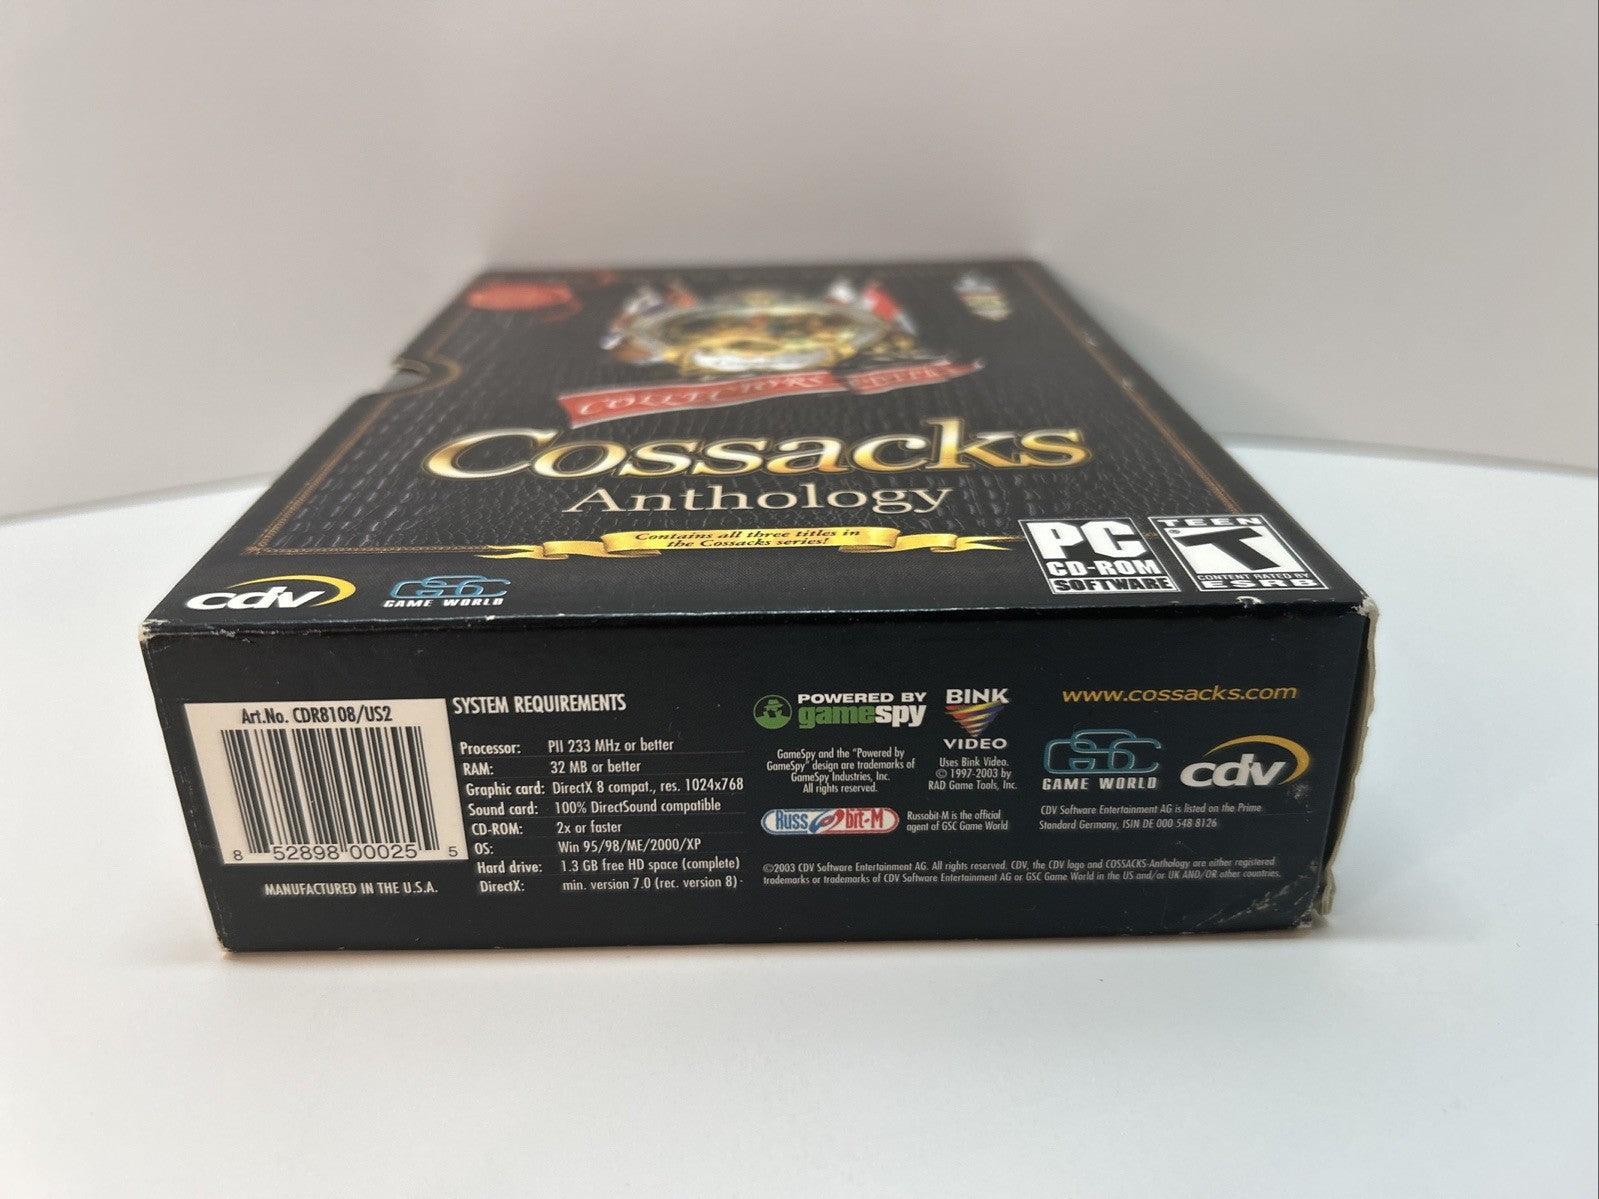 COLLECTORS SERIES
Cossacks
Anthology
Contains all three titles in
the Cossacks series!
PC
CD-ROM
SOFTWARE
TEEN
T
CONTENT RATED BY
ESRB
cdv
GSC
GAME WORLD
Art.No. CDR8108/US2
8 52898 00025 5
MANUFACTURED IN THE U.S.A.
SYSTEM REQUIREMENTS
Processor: PII 233 MHz or better
RAM: 32 MB or better
Graphic card: DirectX 8 compat., res. 1024x768
Sound card: 100% DirectSound compatible
CD-ROM: 2x or faster
OS: Win 95/98/ME/2000/XP
Hard drive: 1.3 GB free HD space (complete)
DirectX: min. version 7.0 (rec. version 8)
POWERED BY
gamespy
GameSpy and the "Powered by
GameSpy" design are trademarks of
GameSpy Industries, Inc.
All rights reserved.
BINK
VIDEO
Uses Bink Video.
© 1997-2003 by
RAD Game Tools, Inc.
Russobit-M
Russobit-M is the official
agent of GSC Game World
www.cossacks.com
GSC
GAME WORLD
cdv
CDV Software Entertainment AG is listed on the Prime
Standard Germany, ISIN DE 000 548 8126
©2003 CDV Software Entertainment AG. All rights reserved. CDV, the CDV logo and COSSACKS-Anthology are either registered
trademarks or trademarks of CDV Software Entertainment AG or GSC Game World in the US and/or UK AND/OR other countries.